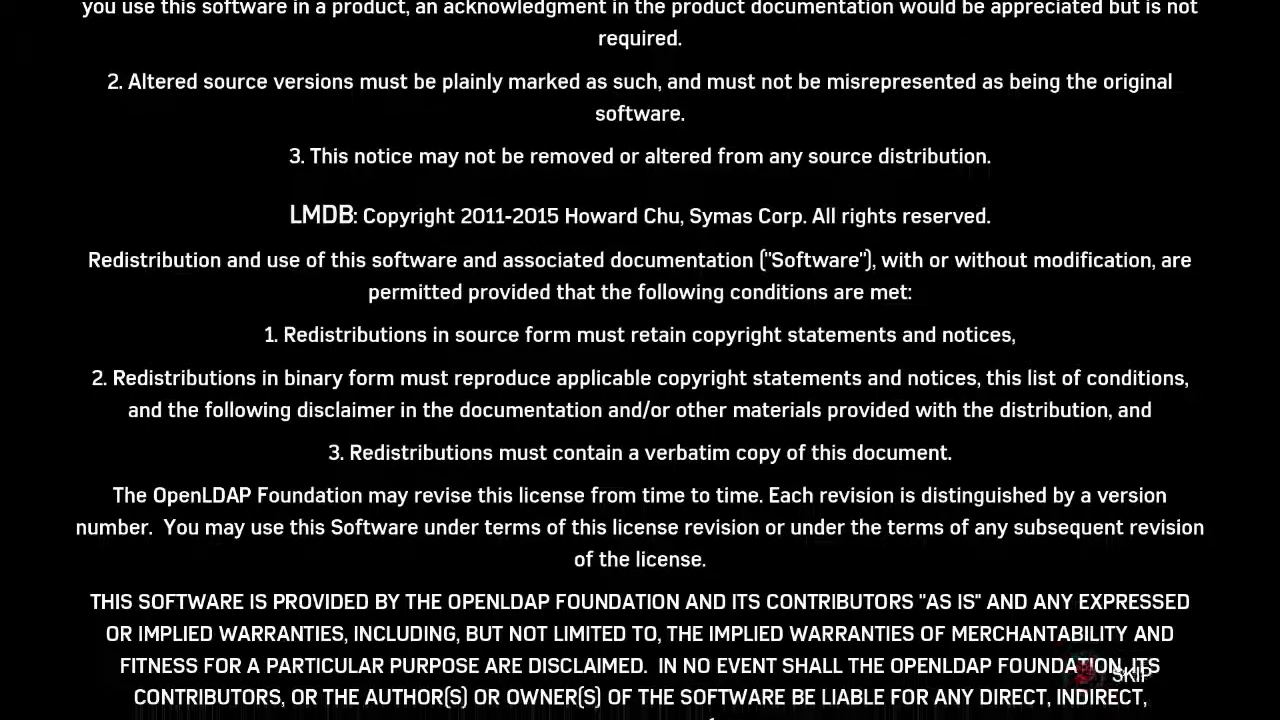 you use this software in a product, an acknowledgment in the product documentation would be appreciated but is not
required.
2. Altered source versions must be plainly marked as such, and must not be misrepresented as being the original
software.
3. This notice may not be removed or altered from any source distribution.
LMDB: Copyright 2011-2015 Howard Chu, Symas Corp. All rights reserved.
Redistribution and use of this software and associated documentation ("Software"), with or without modification, are
permitted provided that the following conditions are met:
1. Redistributions in source form must retain copyright statements and notices,
2. Redistributions in binary form must reproduce applicable copyright statements and notices, this list of conditions,
and the following disclaimer in the documentation and/or other materials provided with the distribution, and
3. Redistributions must contain a verbatim copy of this document.
The OpenLDAP Foundation may revise this license from time to time. Each revision is distinguished by a version
number.  You may use this Software under terms of this license revision or under the terms of any subsequent revision
of the license.
THIS SOFTWARE IS PROVIDED BY THE OPENLDAP FOUNDATION AND ITS CONTRIBUTORS "AS IS" AND ANY EXPRESSED
OR IMPLIED WARRANTIES, INCLUDING, BUT NOT LIMITED TO, THE IMPLIED WARRANTIES OF MERCHANTABILITY AND
FITNESS FOR A PARTICULAR PURPOSE ARE DISCLAIMED.  IN NO EVENT SHALL THE OPENLDAP FOUNDATION, ITS
SKIP
CONTRIBUTORS, OR THE AUTHOR(S) OR OWNER(S) OF THE SOFTWARE BE LIABLE FOR ANY DIRECT, INDIRECT,